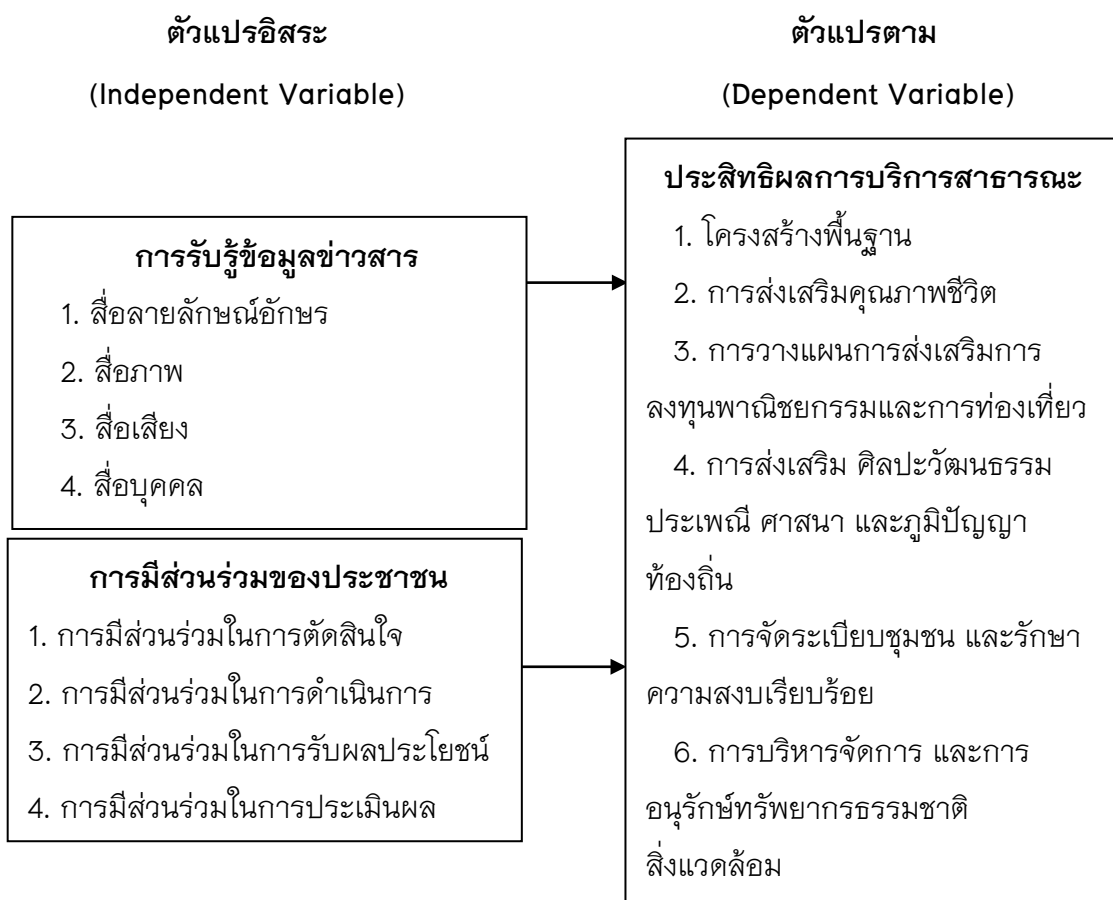 ตัวแปรอิสระ
(Independent Variable)
การรับรู้ข้อมูลข่าวสาร
1. สื่อลายลักษณ์อักษร
2. สื่อภาพ
3. สื่อเสียง
4. สื่อบุคคล
การมีส่วนร่วมของประชาชน
1. การมีส่วนร่วมในการตัดสินใจ
2. การมีส่วนร่วมในการดำเนินการ
3. การมีส่วนร่วมในการรับผลประโยชน์
4. การมีส่วนร่วมในการประเมินผล
ตัวแปรตาม
(Dependent Variable)
ประสิทธิผลการบริการสาธารณะ
1. โครงสร้างพื้นฐาน
2. การส่งเสริมคุณภาพชีวิต
3. การวางแผนการส่งเสริมการ
ลงทุนพาณิชยกรรมและการท่องเที่ยว
4. การส่งเสริม ศิลปะวัฒนธรรม
ประเพณี ศาสนา และภูมิปัญญา
ท้องถิ่น
5. การจัดระเบียบชุมชน และรักษา
ความสงบเรียบร้อย
6. การบริหารจัดการ และการ
อนุรักษ์ทรัพยากรธรรมชาติ
สิ่งแวดล้อม